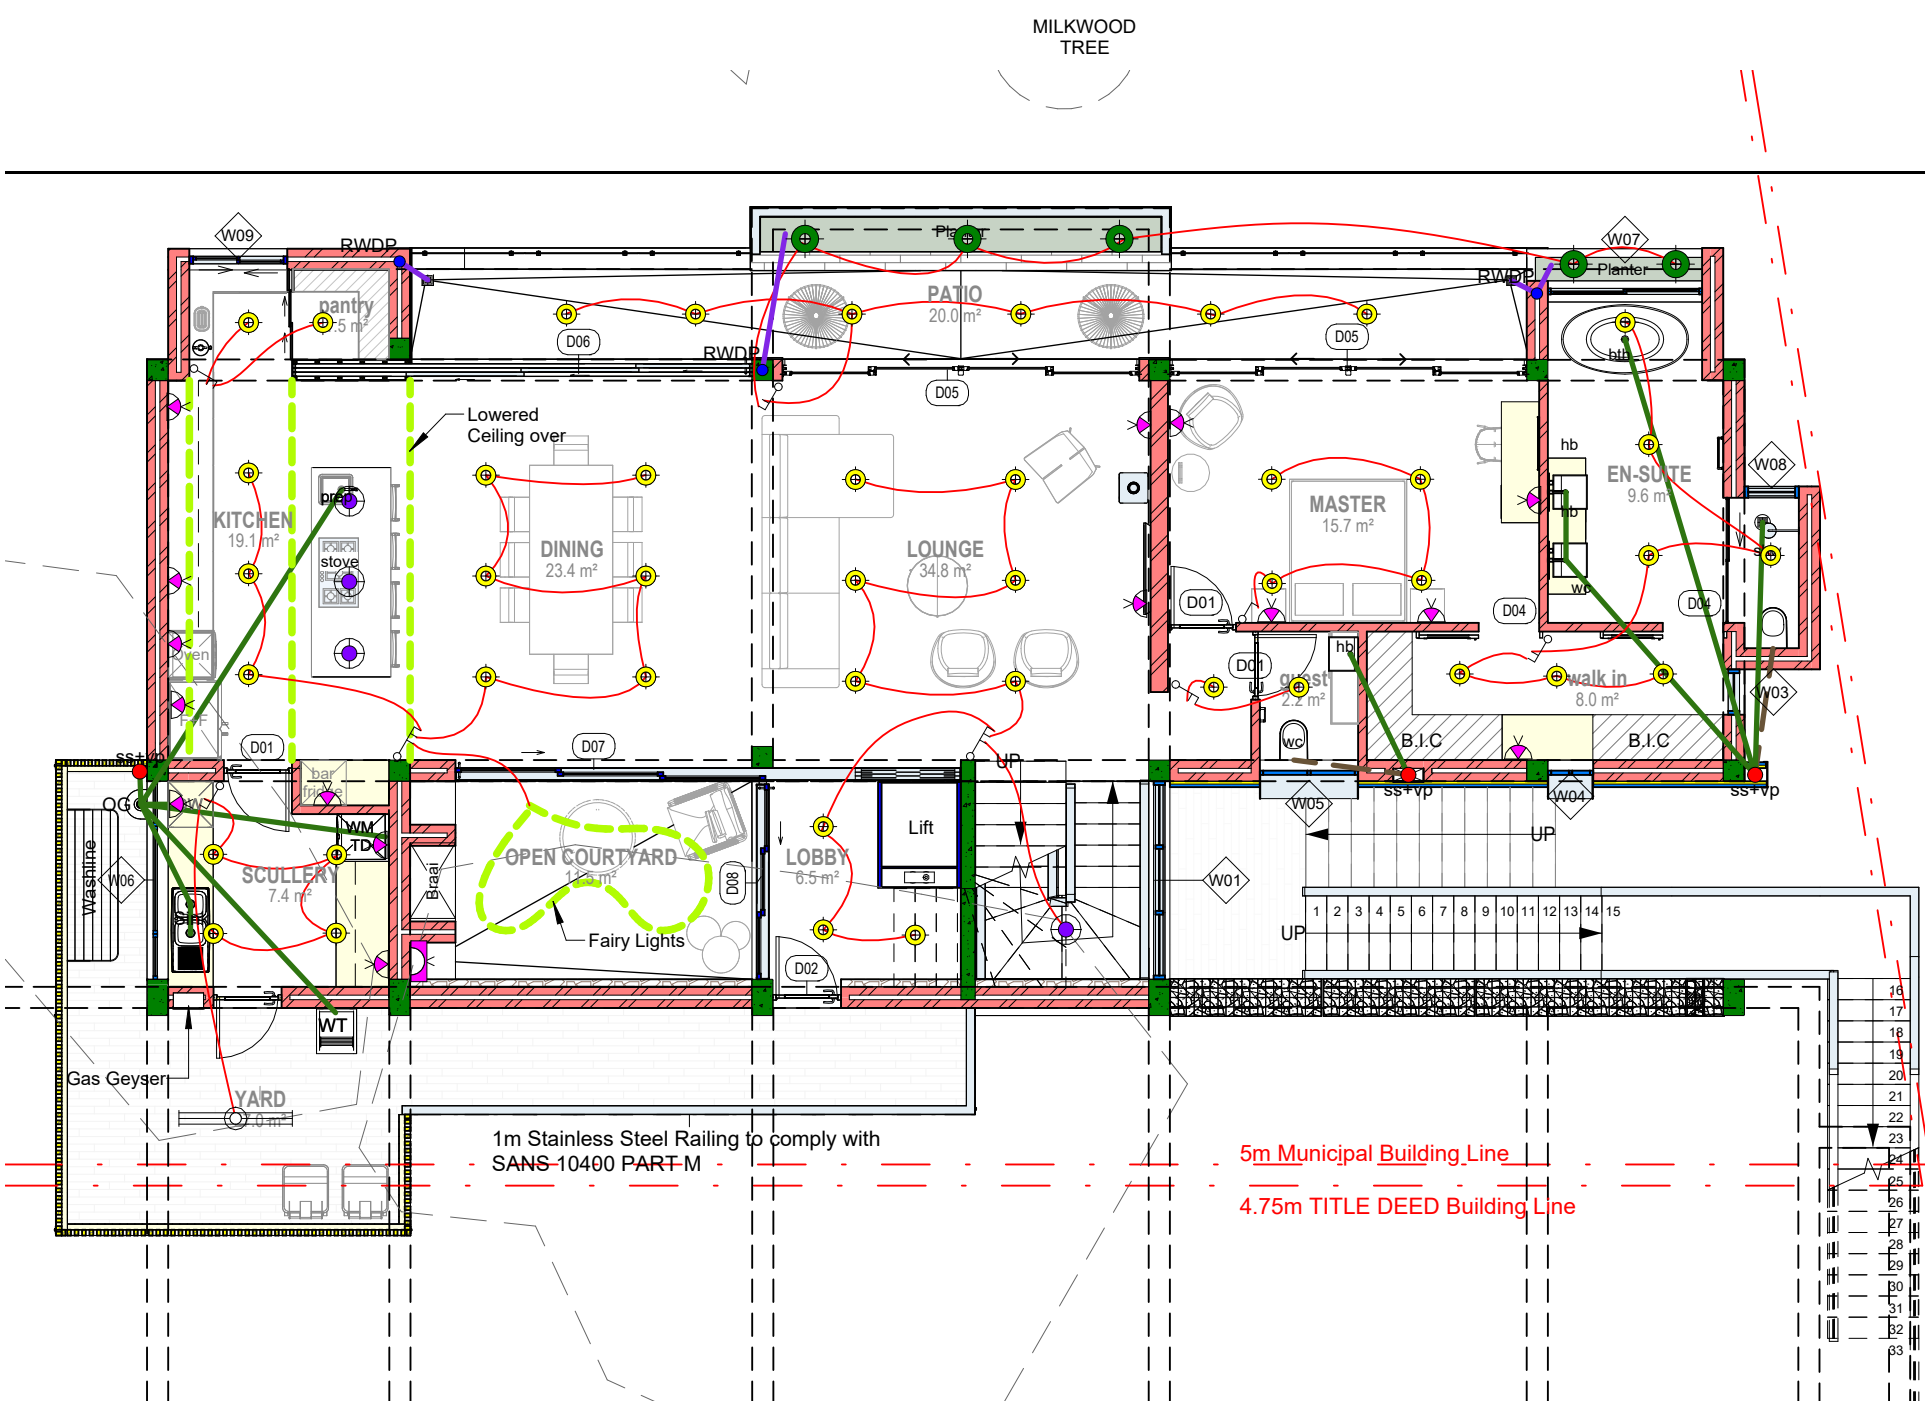 MILKWOOD
TREE
W09
RWDP
Planter
W07
Planter
RWDP
pantry
PATIO
20.0 m²
D06
RWDP
D05
D05
bth
Lowered
Ceiling over
hb
W08
EN-SUITE
9.6 m²
prep
KITCHEN
19.1 m²
MASTER
15.7 m²
hb
DINING
23.4 m²
LOUNGE
34.8 m²
stove
wc
D01
D04
D04
Oven
hb
D01
guest
2.2 m²
walk in
8.0 m²
W03
F+F
wc
B.I.C
B.I.C
D01
D07
ss+vp
UP
bar
fridge
ss+vp
ss+vp
OG
W05
W04
WM
TD
Lift
UP
Washline
W06
SCULLERY
7.4 m²
Braai
OPEN COURTYARD
D08
LOBBY
6.5 m²
W01
Sink
1 2 3 4 5 6 7 8 9 10 11 12 13 14 15
UP
Fairy Lights
D02
16
WT
17
18
19
Gas Geyser
20
YARD
21
22
23
1m Stainless Steel Railing to comply with
SANS 10400 PART M
5m Municipal Building Line
24
25
4.75m TITLE DEED Building Line
26
27
28
29
30
31
32
33